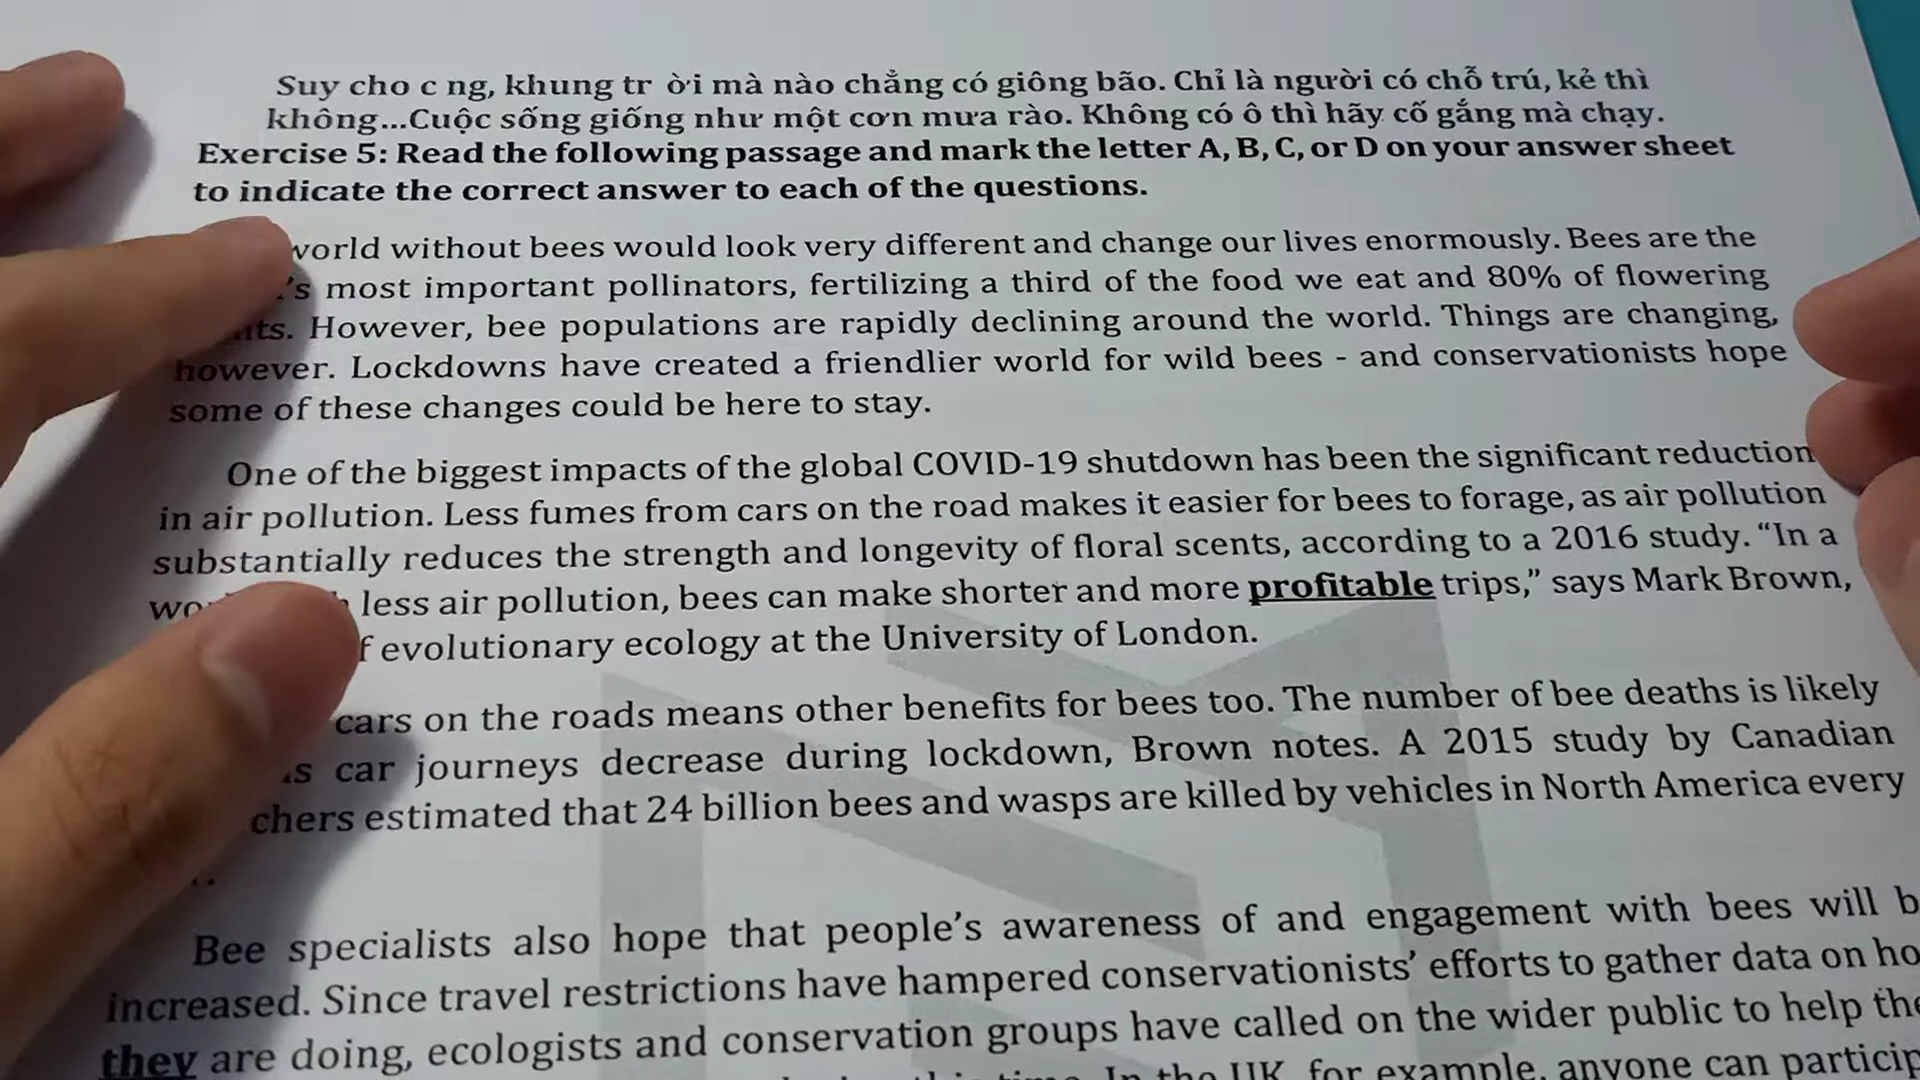 Suy cho c ng, khung tr ời mà nào chẳng có giông bão. Chỉ là người có chỗ trú, kẻ thì
không...Cuộc sống giống như một cơn mưa rào. Không có ô thì hãy cố gắng mà chạy.
Exercise 5: Read the following passage and mark the letter A, B, C, or D on your answer sheet
to indicate the correct answer to each of the questions.
world without bees would look very different and change our lives enormously. Bees are the
's most important pollinators, fertilizing a third of the food we eat and 80% of flowering
However, bee populations are rapidly declining around the world. Things are changing,
however. Lockdowns have created a friendlier world for wild bees - and conservationists hope
some of these changes could be here to stay.
One of the biggest impacts of the global COVID-19 shutdown has been the significant reduction
in air pollution. Less fumes from cars on the road makes it easier for bees to forage, as air pollution
substantially reduces the strength and longevity of floral scents, according to a 2016 study. “In a
less air pollution, bees can make shorter and more profitable trips,” says Mark Brown,
evolutionary ecology at the University of London.
cars on the roads means other benefits for bees too. The number of bee deaths is likely
car journeys decrease during lockdown, Brown notes. A 2015 study by Canadian
chers estimated that 24 billion bees and wasps are killed by vehicles in North America every
Bee specialists also hope that people’s awareness of and engagement with bees will b
increased. Since travel restrictions have hampered conservationists’ efforts to gather data on ho
they are doing, ecologists and conservation groups have called on the wider public to help the
time. In the UK, for example, anyone can particip